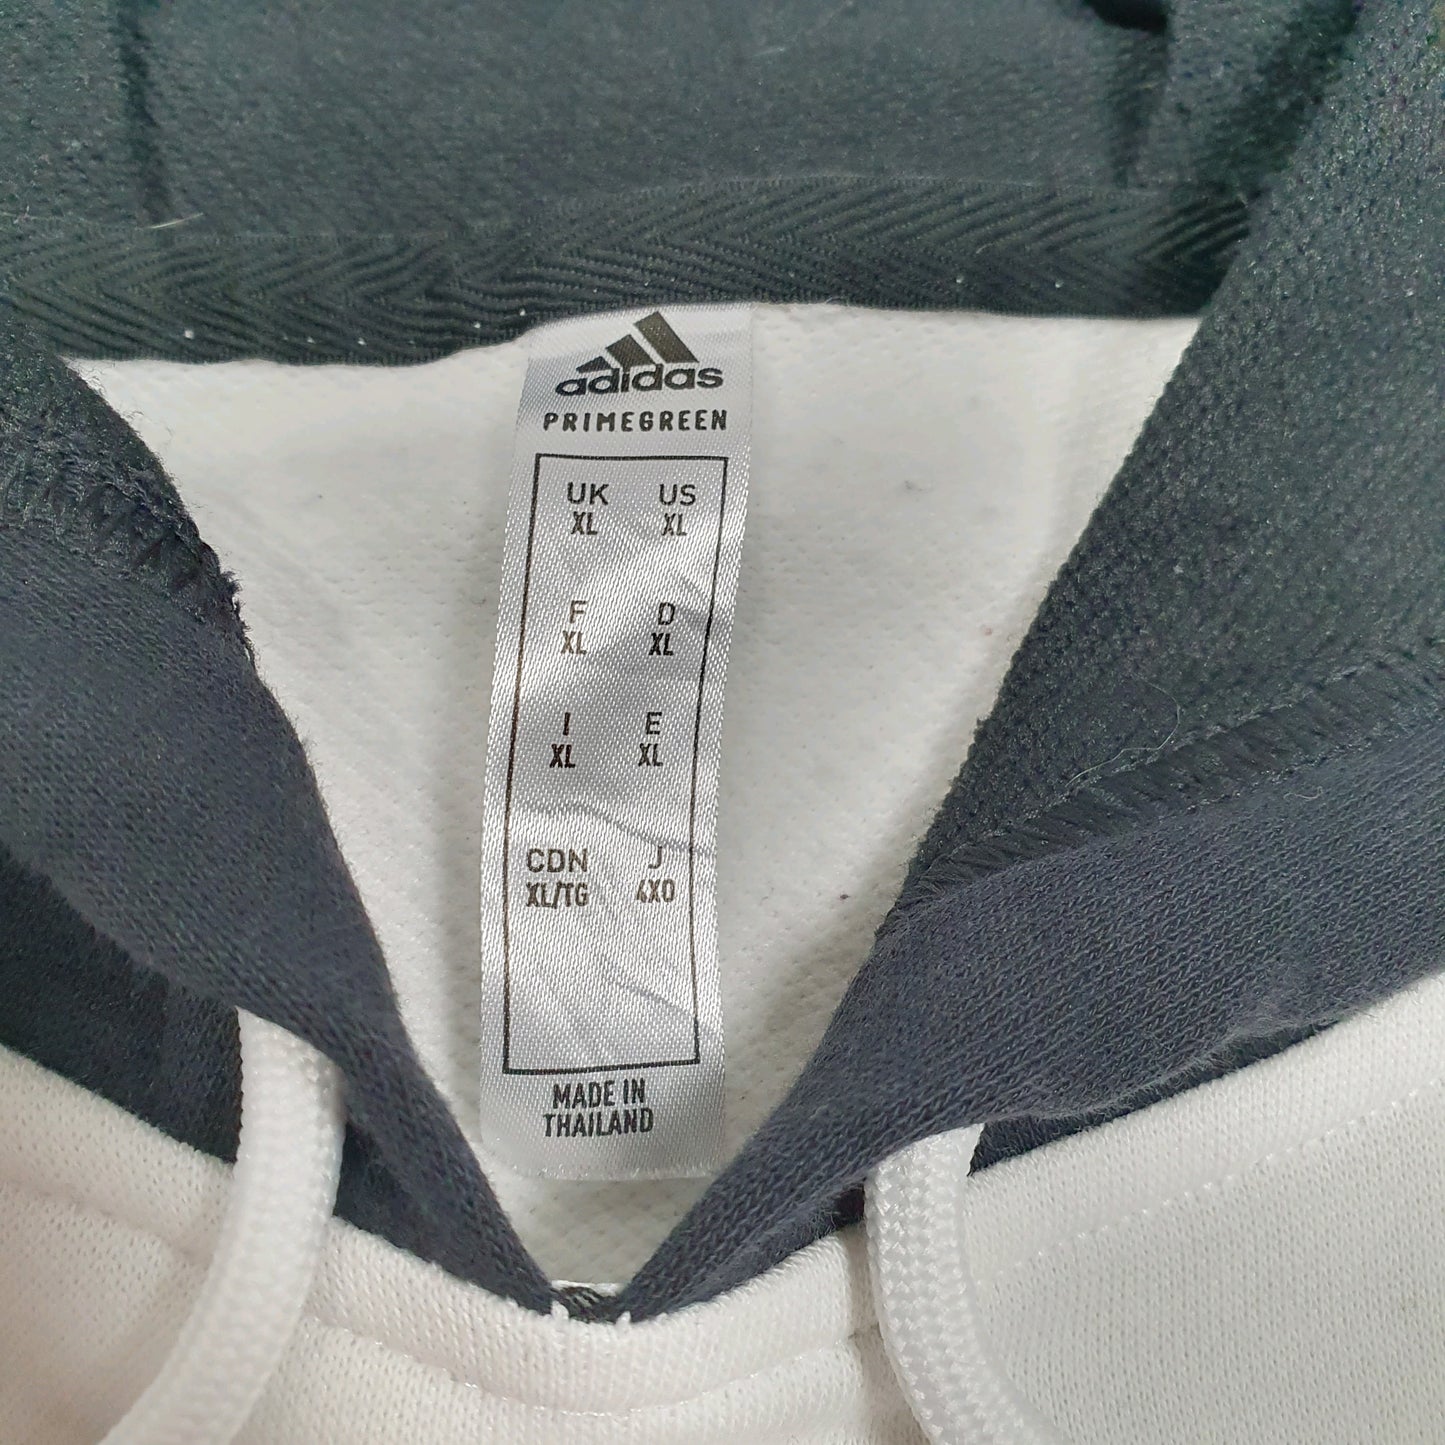 adidas
PRIMEGREEN
UK US
XL XL
F D
XL XL
I E
XL XL
CDN J
XL/TG 4XO
MADE IN
THAILAND